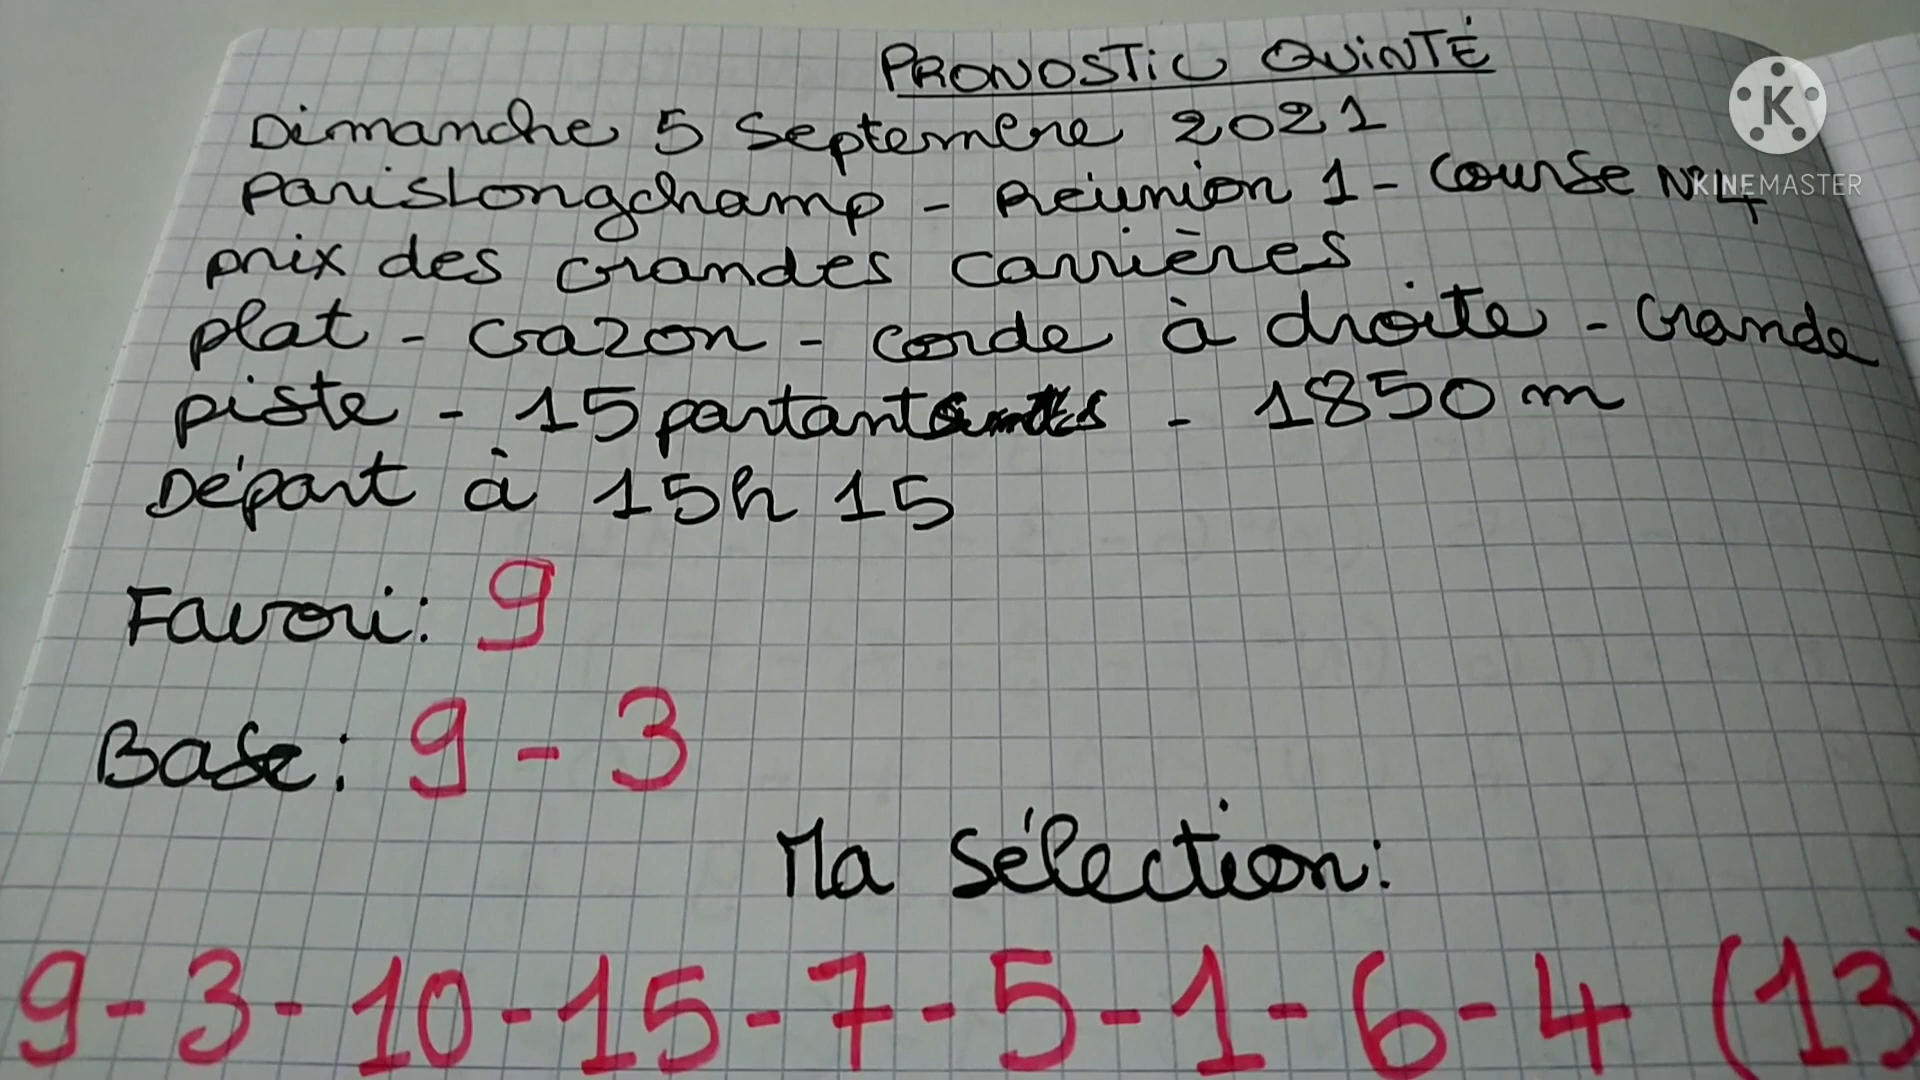 PRONOSTIC QUINTÉ
Dimanche 5 Septembre 2021
ParisLongchamp - Réunion 1 - Course N°4
prix des Grandes Carrières
plat - Gazon - corde à droite - Grande
piste - 15 partants - 1850 m
Départ à 15h 15
Favori: 9
Base: 9 - 3
Ma Sélection:
9 - 3 - 10 - 15 - 7 - 5 - 1 - 6 - 4 (13)
K
KINEMASTER